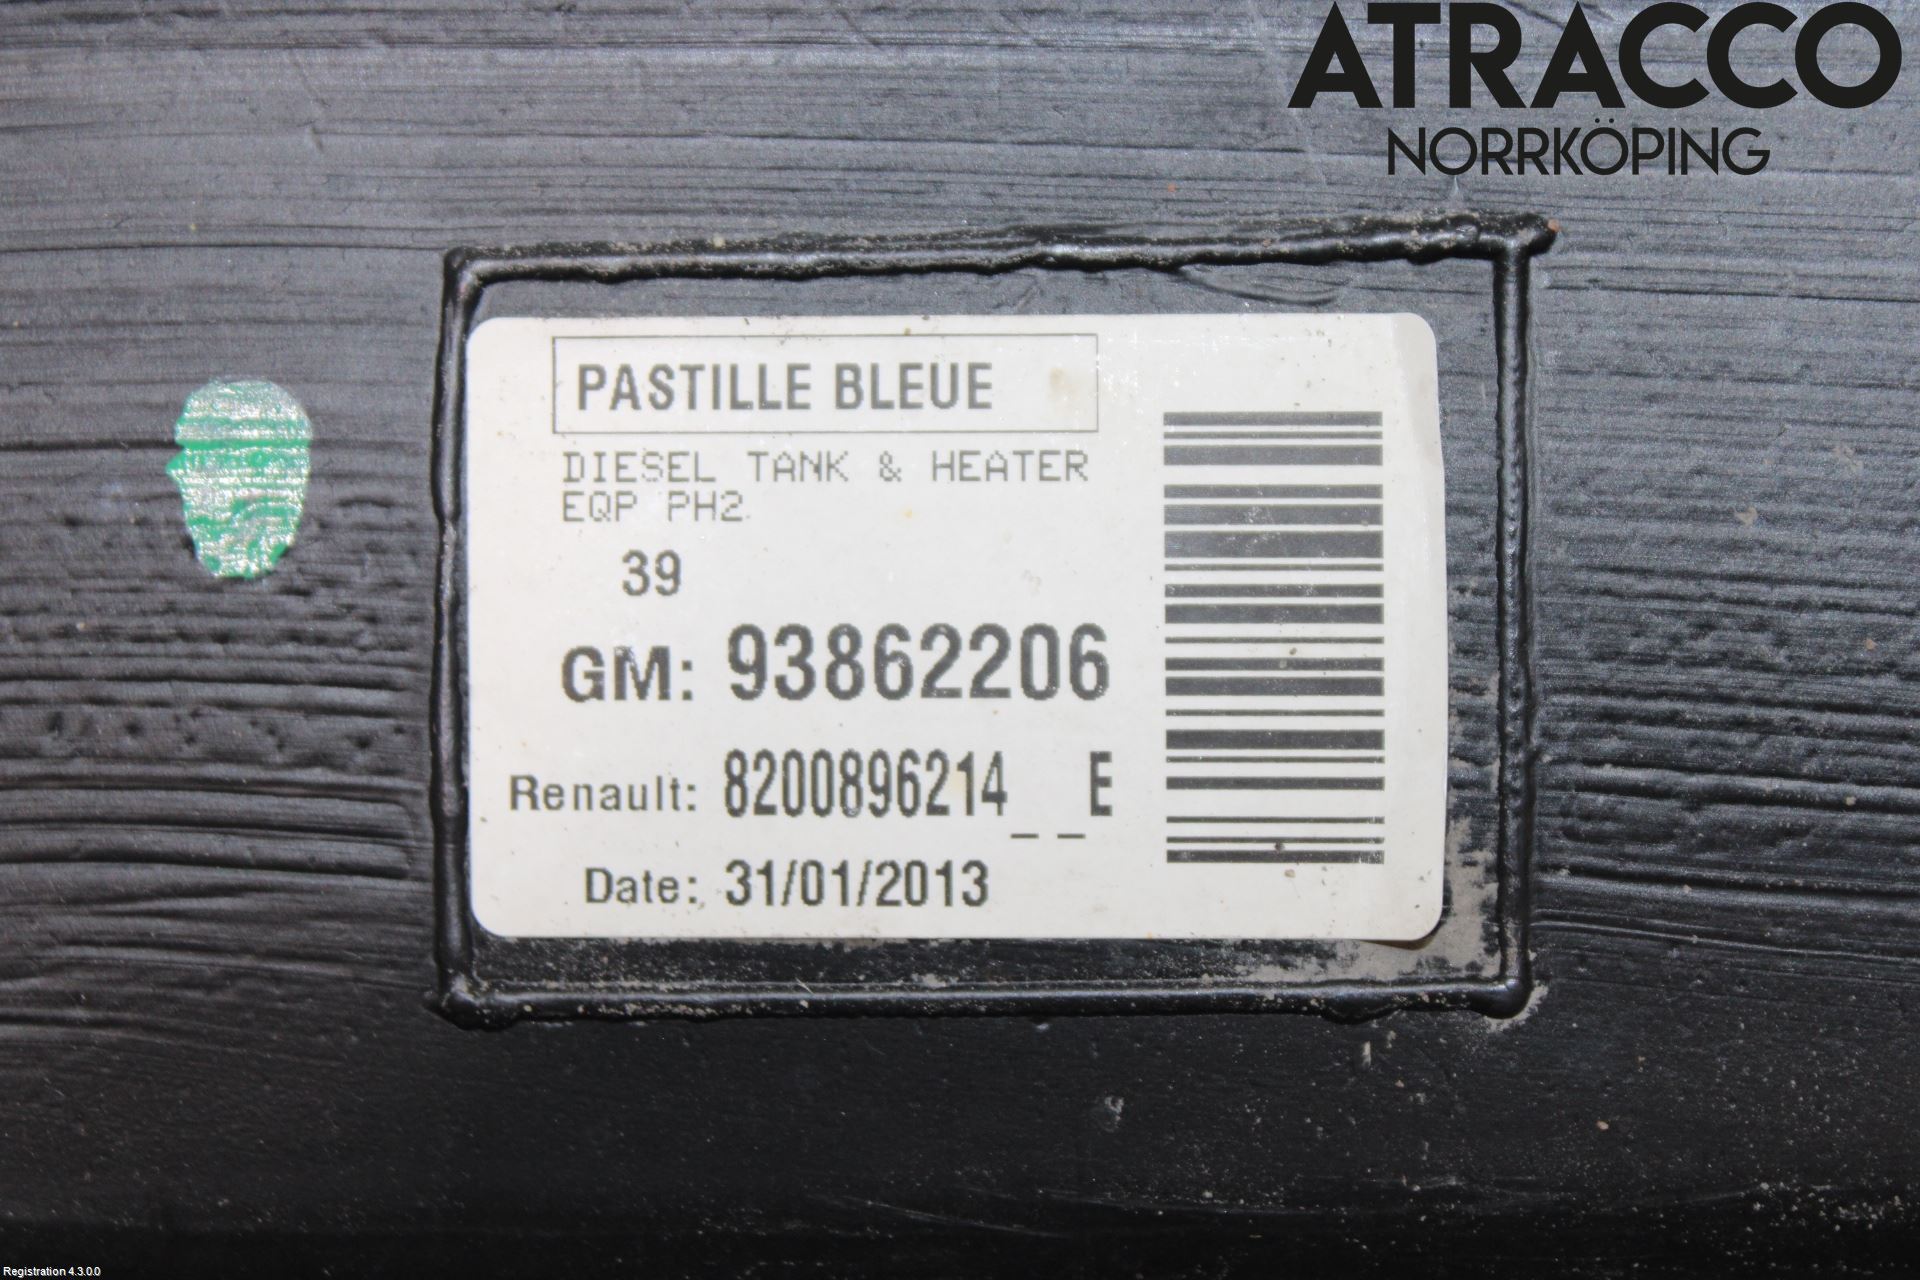 ATRACCO
NORRKÖPING
PASTILLE BLEUE
DIESEL TANK & HEATER
EQP PH2
39
GM: 93862206
Renault: 8200896214__E
Date: 31/01/2013
Registration 4.3.0.0